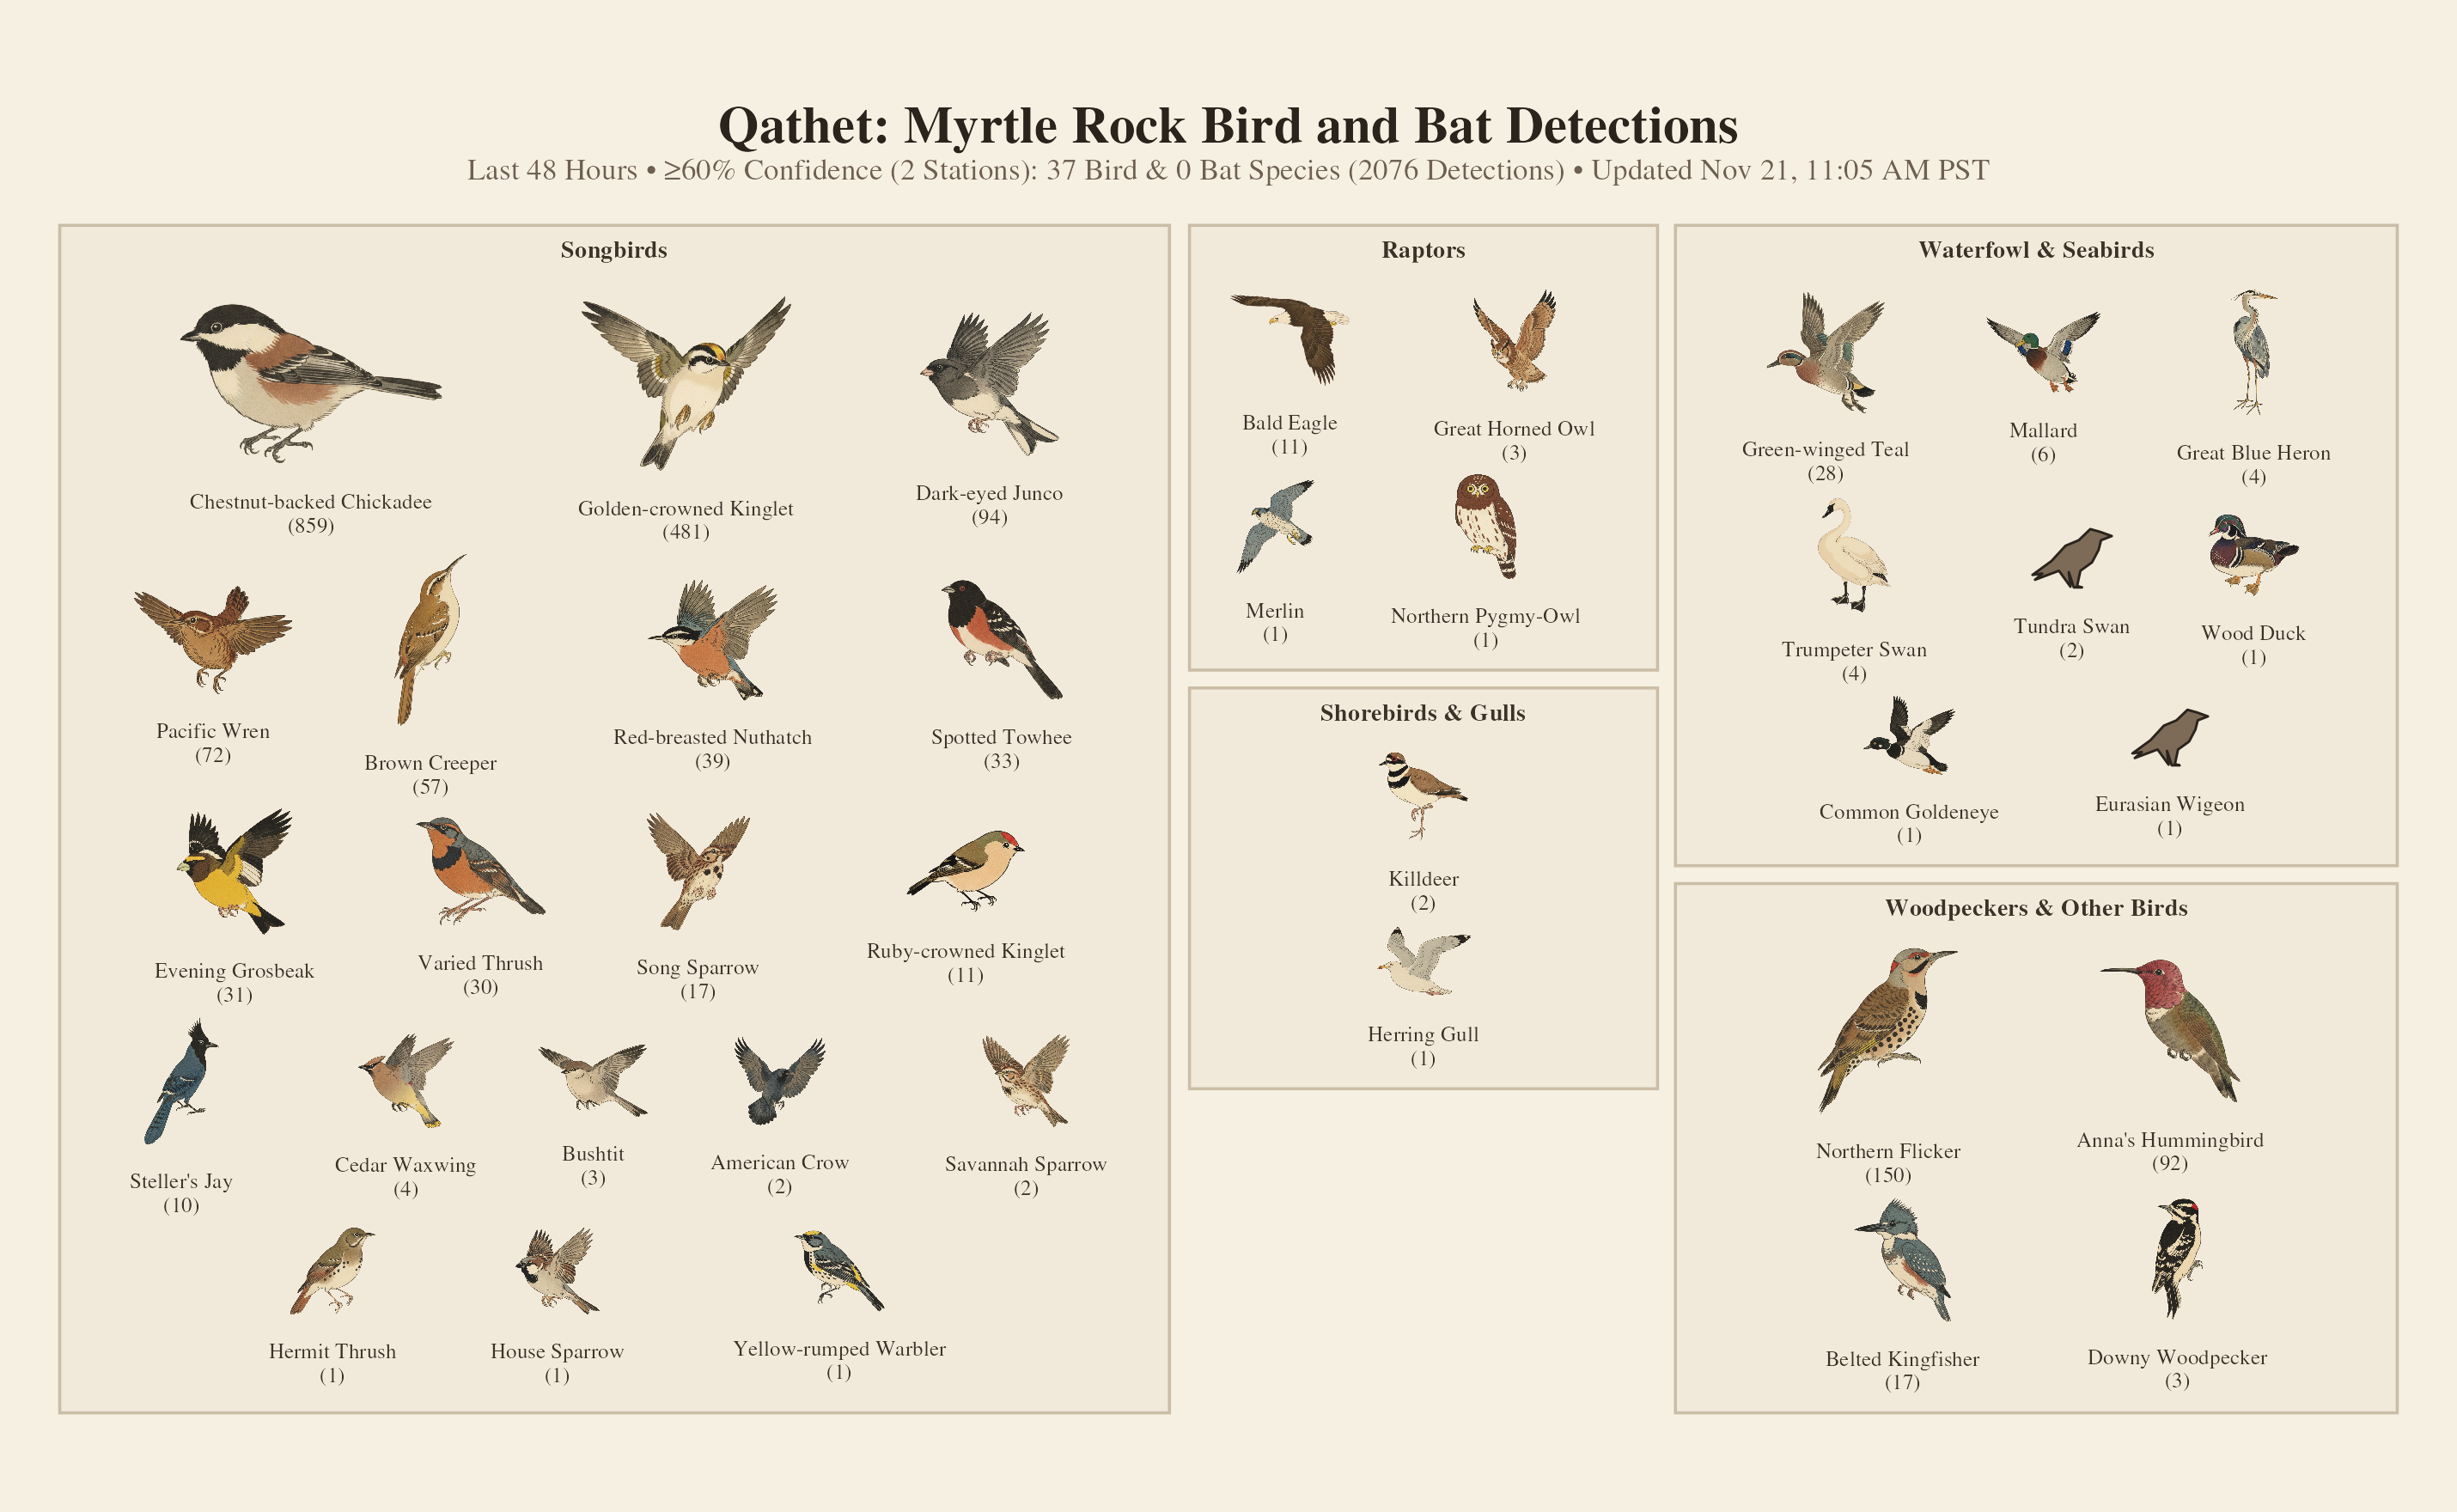 Qathet: Myrtle Rock Bird and Bat Detections
Last 48 Hours • ≥60% Confidence (2 Stations): 37 Bird & 0 Bat Species (2076 Detections) • Updated Nov 21, 11:05 AM PST
Songbirds
Chestnut-backed Chickadee
(859)
Golden-crowned Kinglet
(481)
Dark-eyed Junco
(94)
Pacific Wren
(72)
Brown Creeper
(57)
Red-breasted Nuthatch
(39)
Spotted Towhee
(33)
Evening Grosbeak
(31)
Varied Thrush
(30)
Song Sparrow
(17)
Ruby-crowned Kinglet
(11)
Steller's Jay
(10)
Cedar Waxwing
(4)
Bushtit
(3)
American Crow
(2)
Savannah Sparrow
(2)
Hermit Thrush
(1)
House Sparrow
(1)
Yellow-rumped Warbler
(1)
Raptors
Bald Eagle
(11)
Great Horned Owl
(3)
Merlin
(1)
Northern Pygmy-Owl
(1)
Shorebirds & Gulls
Killdeer
(2)
Herring Gull
(1)
Waterfowl & Seabirds
Green-winged Teal
(28)
Mallard
(6)
Great Blue Heron
(4)
Trumpeter Swan
(4)
Tundra Swan
(2)
Wood Duck
(1)
Common Goldeneye
(1)
Eurasian Wigeon
(1)
Woodpeckers & Other Birds
Northern Flicker
(150)
Anna's Hummingbird
(92)
Belted Kingfisher
(17)
Downy Woodpecker
(3)